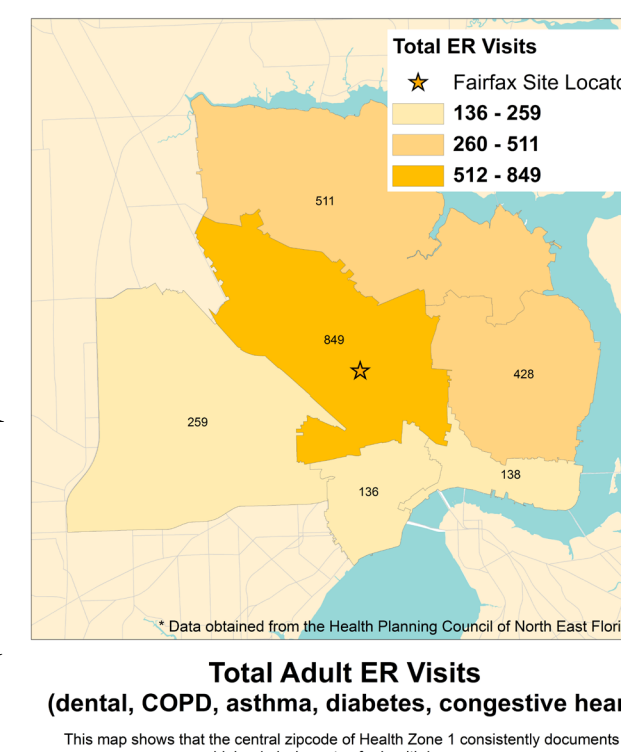 Total ER Visits
Fairfax Site Locato
136 - 259
260 - 511
512 - 849
511
849
428
259
138
136
* Data obtained from the Health Planning Council of North East Flori
Total Adult ER Visits
(dental, COPD, asthma, diabetes, congestive hear
This map shows that the central zipcode of Health Zone 1 consistently documents